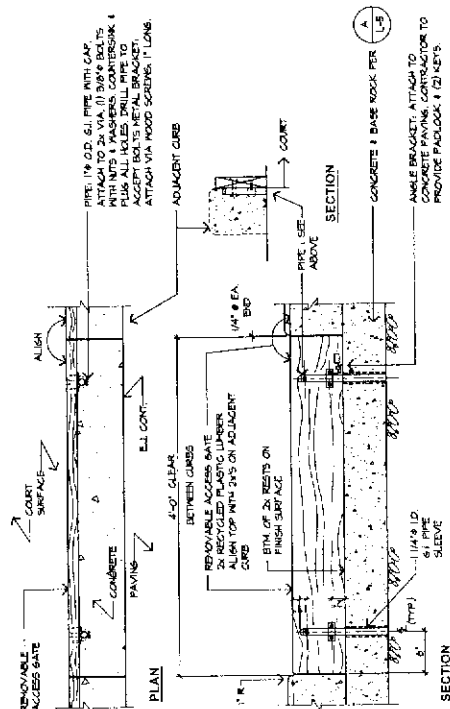 REMOVABLE
ACCESS GATE
COURT
SURFACE
ALIGN
PIPE: 1"Φ O.D. G.I. PIPE WITH CAP.
ATTACH TO 2x VIA (1) 3/8"Φ BOLTS
WITH NUTS & WASHERS. COUNTERSINK &
PLUG ALL HOLES. DRILL PIPE TO
ACCEPT BOLTS METAL BRACKET:
ATTACH VIA WOOD SCREWS, 1" LONG.
ADJACENT CURB
CONCRETE
PAVING
E.J. CONT.
PLAN
COURT
SECTION
PIPE: SEE
ABOVE
1/4" @ EA.
END
4'-0" CLEAR
BETWEEN CURBS
REMOVABLE ACCESS GATE
2x RECYCLED PLASTIC LUMBER
ALIGN TOP WITH 2x'S ON ADJACENT
CURB
BTM OF 2x RESTS ON
FINISH SURFACE
1" R
CONCRETE & BASE ROCK PER
A
L-5
ANGLE BRACKET: ATTACH TO
CONCRETE PAVING. CONTRACTOR TO
PROVIDE PADLOCK & (2) KEYS.
1 1/4"Φ I.D.
G.I. PIPE
SLEEVE
(TYP.)
6"
SECTION